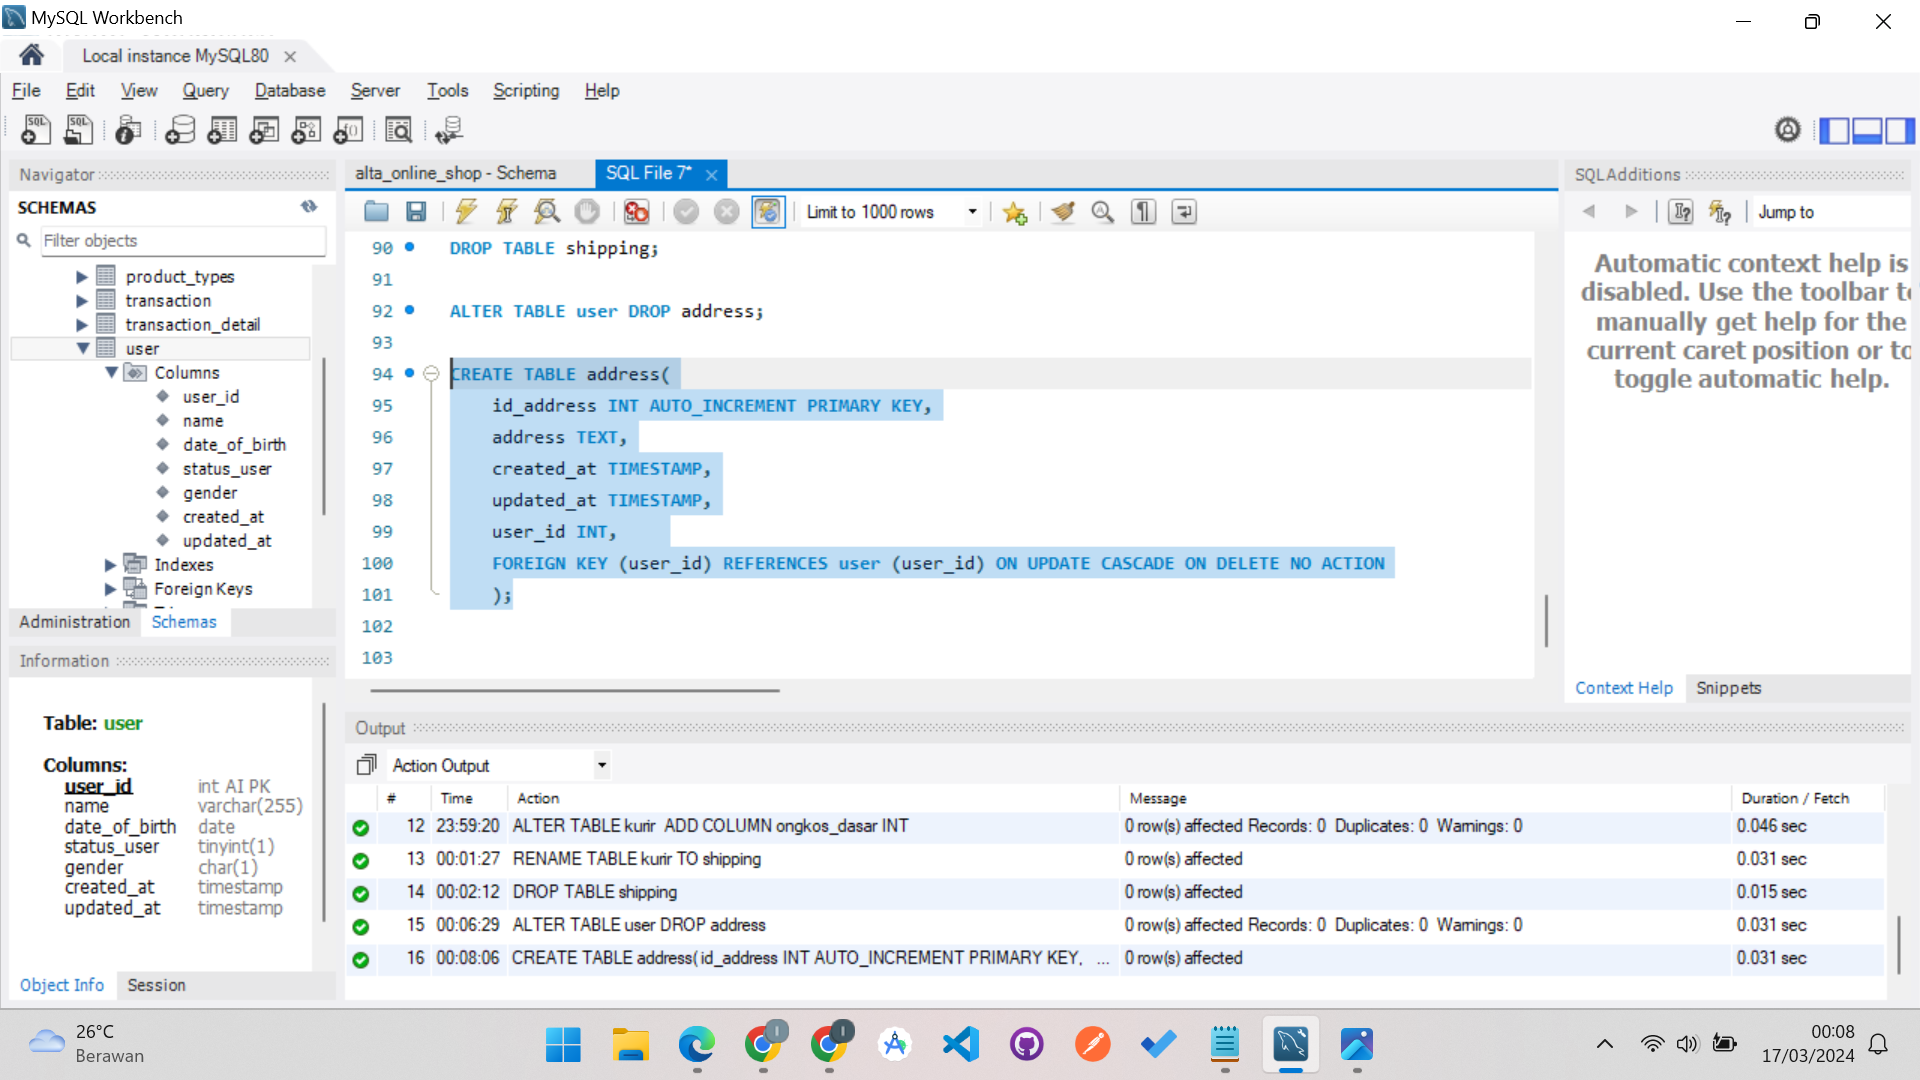 MySQL Workbench
Local instance MySQL80
File Edit View Query Database Server Tools Scripting Help
Navigator
SCHEMAS
Filter objects
product_types
transaction
transaction_detail
user
Columns
user_id
name
date_of_birth
status_user
gender
created_at
updated_at
Indexes
Foreign Keys
Administration Schemas
Information
Table: user
Columns:
user_id int AI PK
name varchar(255)
date_of_birth date
status_user tinyint(1)
gender char(1)
created_at timestamp
updated_at timestamp
Object Info Session
alta_online_shop - Schema SQL File 7*
Limit to 1000 rows
90 DROP TABLE shipping;
91
92 ALTER TABLE user DROP address;
93
94 CREATE TABLE address(
95 id_address INT AUTO_INCREMENT PRIMARY KEY,
96 address TEXT,
97 created_at TIMESTAMP,
98 updated_at TIMESTAMP,
99 user_id INT,
100 FOREIGN KEY (user_id) REFERENCES user (user_id) ON UPDATE CASCADE ON DELETE NO ACTION
101 );
102
103
SQLAdditions
Jump to
Automatic context help is
disabled. Use the toolbar to
manually get help for the
current caret position or to
toggle automatic help.
Context Help Snippets
Output
Action Output
# Time Action Message Duration / Fetch
12 23:59:20 ALTER TABLE kurir ADD COLUMN ongkos_dasar INT 0 row(s) affected Records: 0 Duplicates: 0 Warnings: 0 0.046 sec
13 00:01:27 RENAME TABLE kurir TO shipping 0 row(s) affected 0.031 sec
14 00:02:12 DROP TABLE shipping 0 row(s) affected 0.015 sec
15 00:06:29 ALTER TABLE user DROP address 0 row(s) affected Records: 0 Duplicates: 0 Warnings: 0 0.031 sec
16 00:08:06 CREATE TABLE address( id_address INT AUTO_INCREMENT PRIMARY KEY, ... 0 row(s) affected 0.031 sec
26°C
Berawan
00:08
17/03/2024